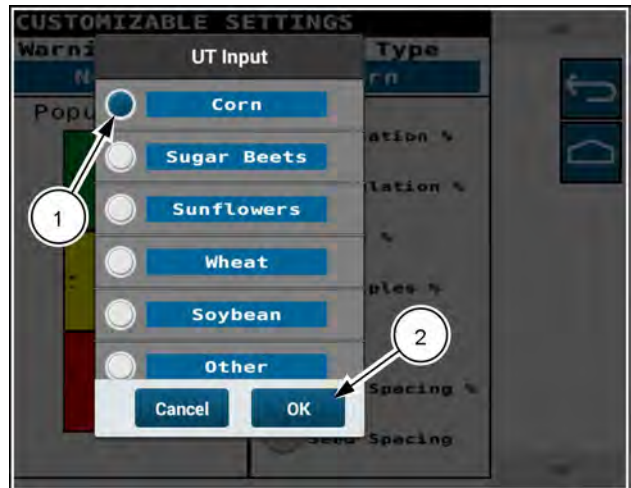 CUSTOMIZABLE SETTINGS
Warni
Type
UT Input
N
rn
Popu
Corn
ation %
Sugar Beets
lation %
Sunflowers
1
%
Wheat
ples %
Soybean
2
Other
Spacing %
Cancel
OK
Seed Spacing